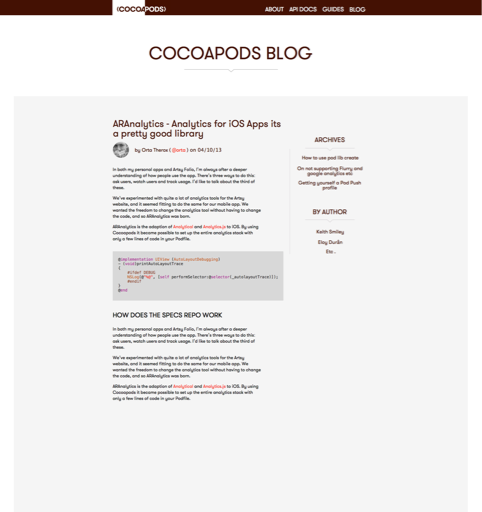 (COCOAPODS)
ABOUT API DOCS GUIDES BLOG
COCOAPODS BLOG
ARAnalytics - Analytics for iOS Apps its
a pretty good library
by Orta Therox ( @orta ) on 04/10/13
In both my personal apps and Artsy Folio, I'm always after a deeper
understanding of how people use the app. There's three ways to do this:
ask users, watch users and track usage. I'd like to talk about the third of
these.
We've experimented with quite a lot of analytics tools for the Artsy
website, and it seemed fitting to do the same for our mobile app. We
wanted the freedom to change the analytics tool without having to change
the code, and so ARAnalytics was born.
ARAnalytics is the adaption of Analytical and Analytics.js to iOS. By using
Cocoapods it became possible to set up the entire analytics stack with
only a few lines of code in your Podfile.
@implementation UIView (AutoLayoutDebugging)
- (void)printAutoLayoutTrace
{
#ifdef DEBUG
NSLog(@"%@", [self performSelector:@selector(_autolayoutTrace)]);
#endif
}
@end
HOW DOES THE SPECS REPO WORK
In both my personal apps and Artsy Folio, I'm always after a deeper
understanding of how people use the app. There's three ways to do this:
ask users, watch users and track usage. I'd like to talk about the third of
these.
We've experimented with quite a lot of analytics tools for the Artsy
website, and it seemed fitting to do the same for our mobile app. We
wanted the freedom to change the analytics tool without having to change
the code, and so ARAnalytics was born.
ARAnalytics is the adaption of Analytical and Analytics.js to iOS. By using
Cocoapods it became possible to set up the entire analytics stack with
only a few lines of code in your Podfile.
ARCHIVES
How to use pod lib create
On not supporting Flurry and
google analytics etc
Getting yourself a Pod Push
profile
BY AUTHOR
Keith Smiley
Eloy Durán
Etc..